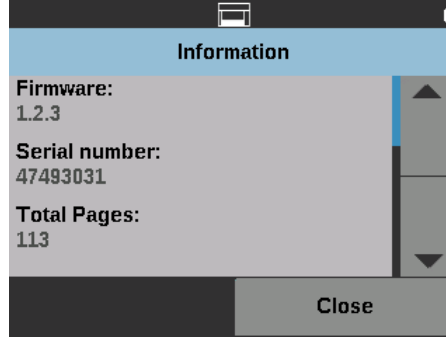 Information
Firmware:
1.2.3
Serial number:
47493031
Total Pages:
113
Close